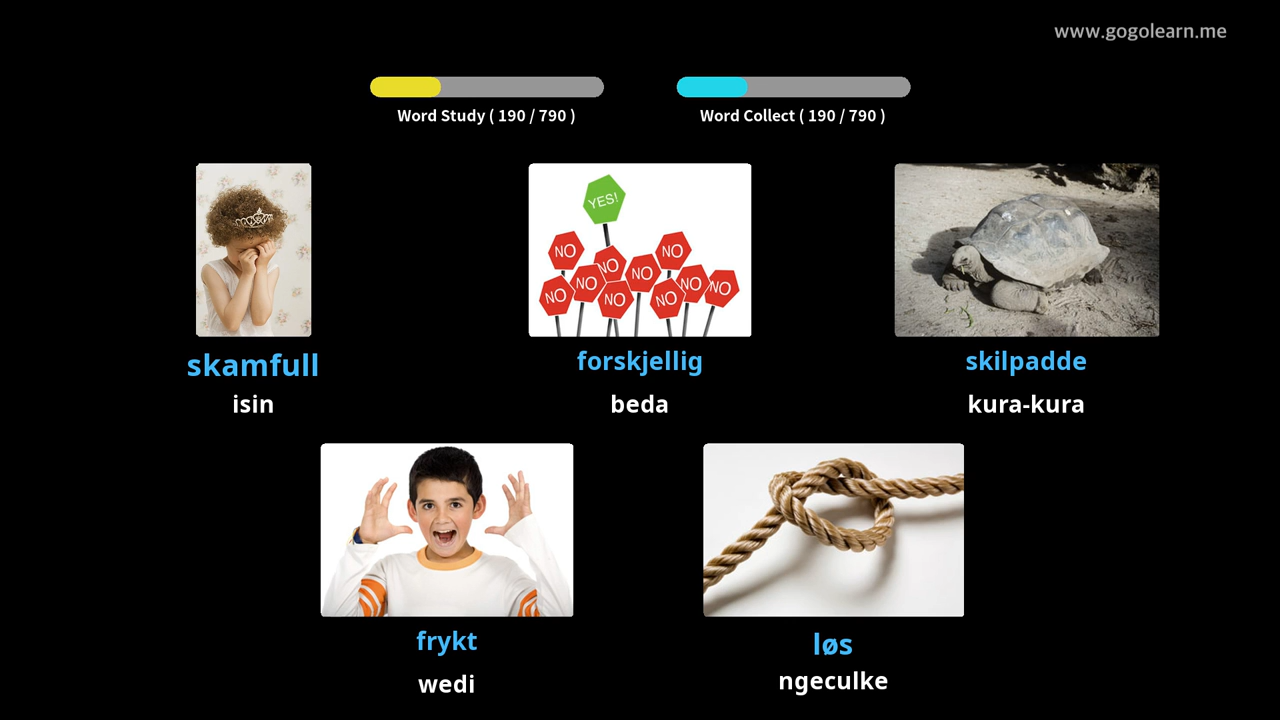 www.gogolearn.me
Word Study ( 190 / 790 )
Word Collect ( 190 / 790 )
YES!
NO
NO
NO
NO
NO
NO
NO
NO
NO
NO
skamfull
isin
forskjellig
beda
skilpadde
kura-kura
frykt
wedi
løs
ngeculke